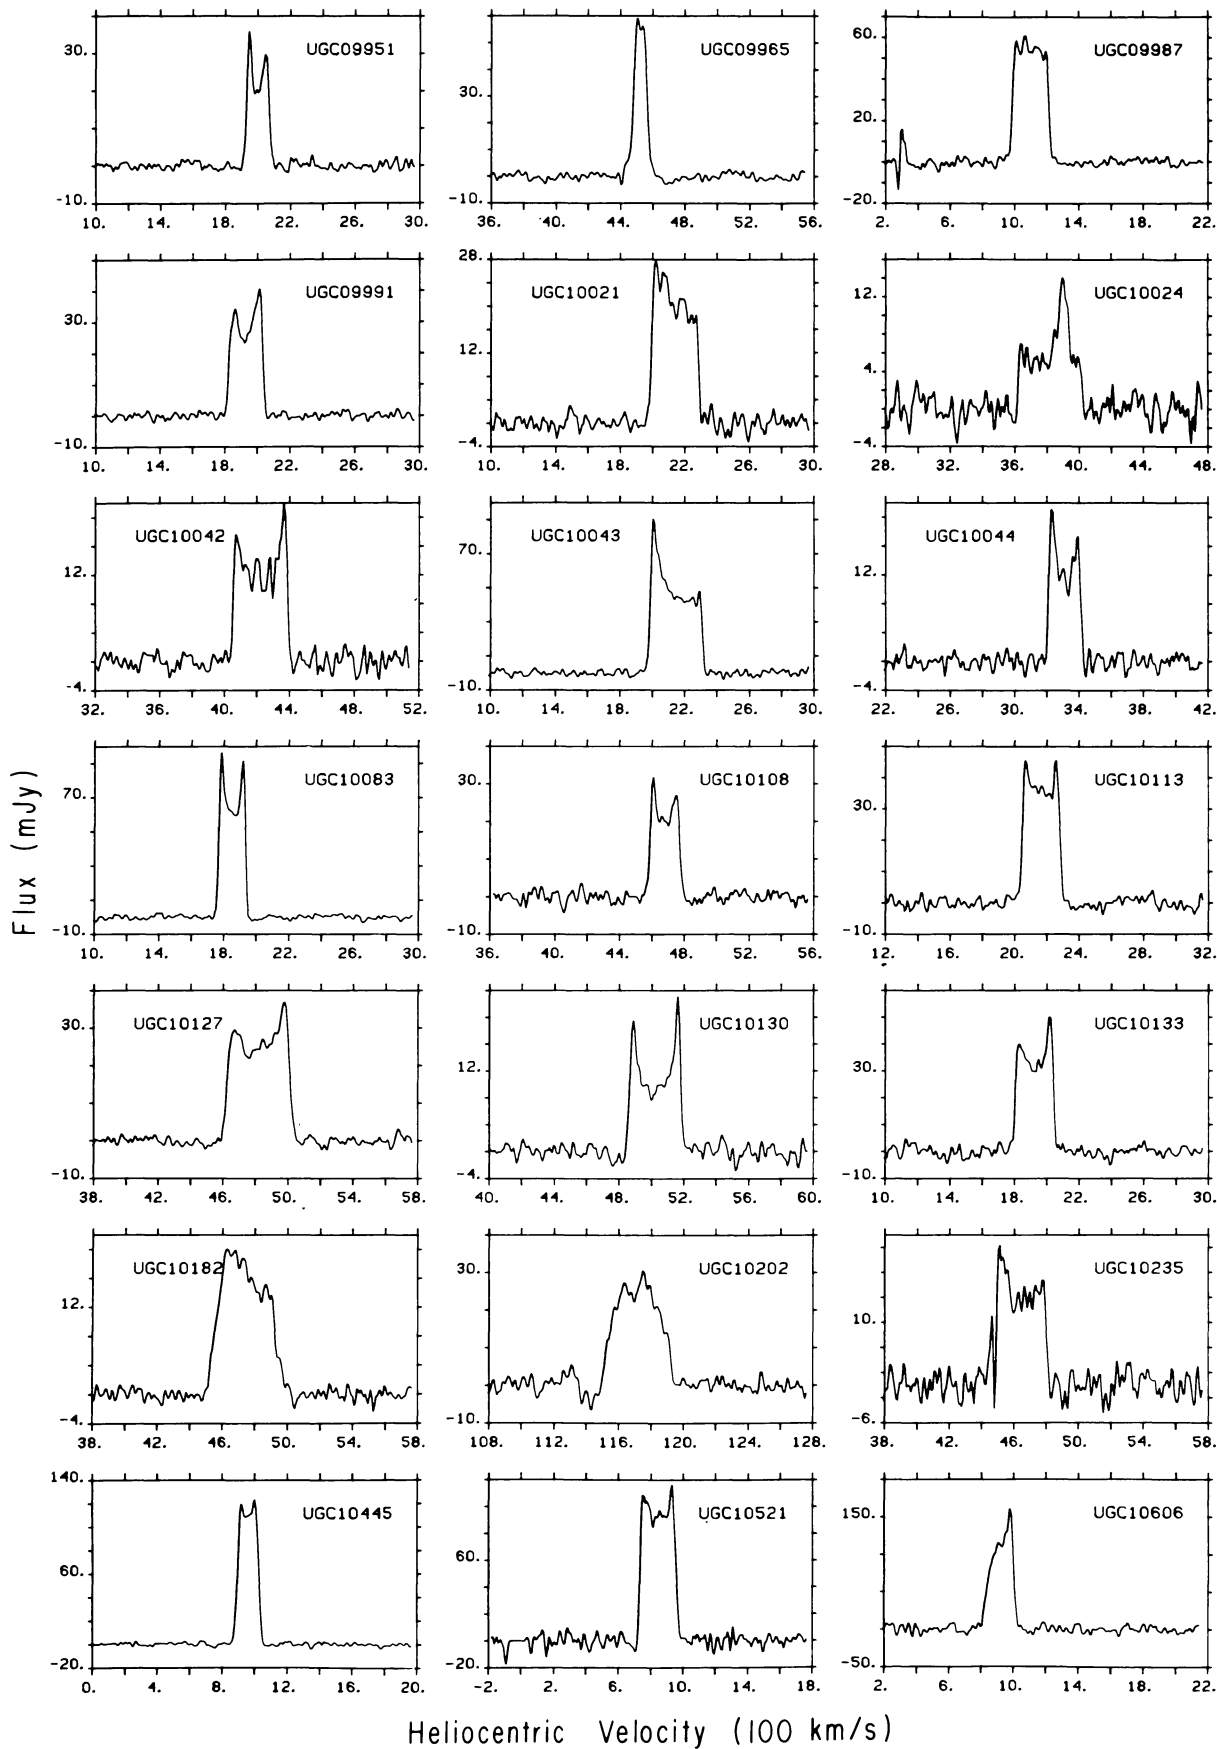 UGC09951 UGC09965 UGC09987
30. 30. 60. 20.
-10. -10. -20.
10. 14. 18. 22. 26. 30. 36. 40. 44. 48. 52. 56. 2. 6. 10. 14. 18. 22.
UGC09991 UGC10021 UGC10024
30. 28. 12. 12. 4.
-10. -4. -4.
10. 14. 18. 22. 26. 30. 10. 14. 18. 22. 26. 30. 28. 32. 36. 40. 44. 48.
UGC10042 UGC10043 UGC10044
12. 70. 12.
-4. -10. -4.
32. 36. 40. 44. 48. 52. 10. 14. 18. 22. 26. 30. 22. 26. 30. 34. 38. 42.
UGC10083 UGC10108 UGC10113
70. 30. 30.
-10. -10. -10.
10. 14. 18. 22. 26. 30. 36. 40. 44. 48. 52. 56. 12. 16. 20. 24. 28. 32.
Flux (mJy)
UGC10127 UGC10130 UGC10133
30. 12. 30.
-10. -4. -10.
38. 42. 46. 50. 54. 58. 40. 44. 48. 52. 56. 60. 10. 14. 18. 22. 26. 30.
UGC10182 UGC10202 UGC10235
12. 30. 10.
-4. -10. -6.
38. 42. 46. 50. 54. 58. 108. 112. 116. 120. 124. 128. 38. 42. 46. 50. 54. 58.
UGC10445 UGC10521 UGC10606
140. 60. 60. 150.
-20. -20. -50.
0. 4. 8. 12. 16. 20. -2. 2. 6. 10. 14. 18. 2. 6. 10. 14. 18. 22.
Heliocentric Velocity (100 km/s)